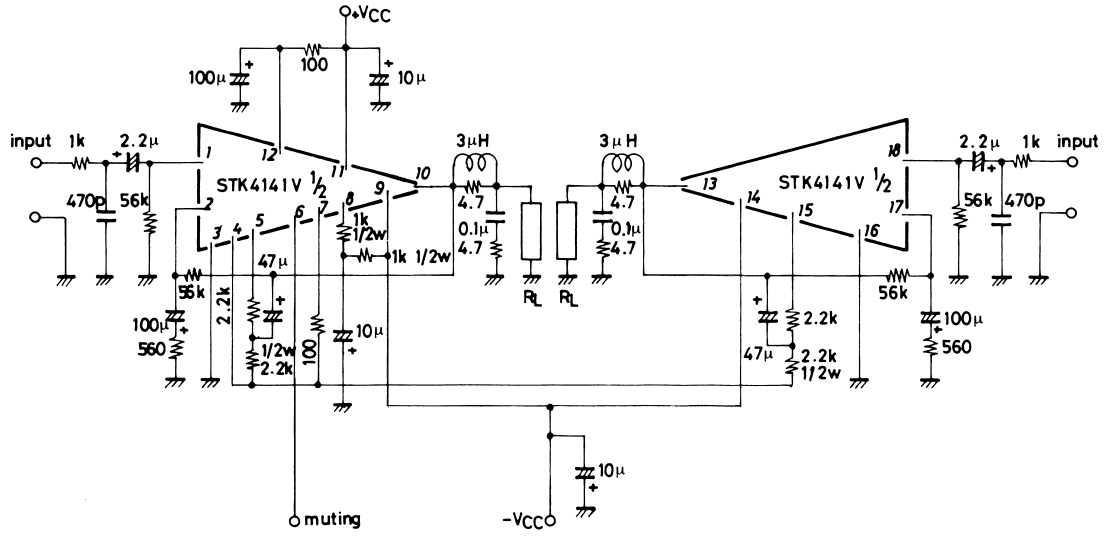 +VCC
100µ +
100
+ 10µ
input
1k
2.2µ
+
1
12
11
STK4141V 1/2
10
9
8
7
6
5
4
3
2
470p
56k
3µH
4.7
0.1µ
4.7
RL
1k
1/2w
1k 1/2w
56k
2.2k
47µ
+
1/2w
2.2k
100
10µ
+
100µ
+
560
muting
3µH
4.7
0.1µ
4.7
RL
13
14
15
16
17
18
STK4141V 1/2
2.2µ
+
1k
input
56k
470p
56k
+
47µ
2.2k
2.2k
1/2w
100µ
+
560
10µ
+
-VCC